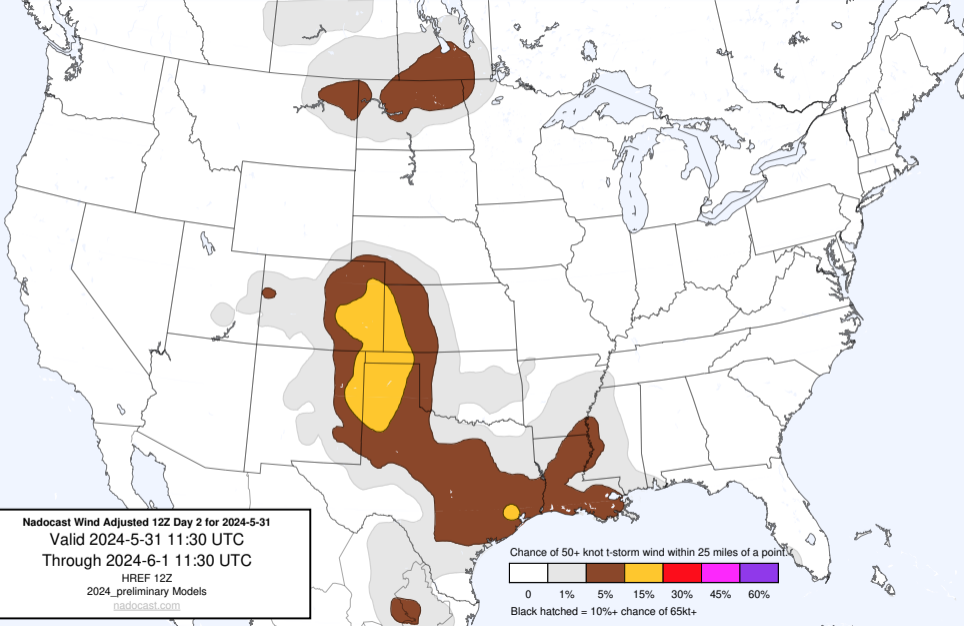 Nadocast Wind Adjusted 12Z Day 2 for 2024-5-31
Valid 2024-5-31 11:30 UTC
Through 2024-6-1 11:30 UTC
HREF 12Z
2024_preliminary Models
nadocast.com
Chance of 50+ knot t-storm wind within 25 miles of a point.
0 1% 5% 15% 30% 45% 60%
Black hatched = 10%+ chance of 65kt+